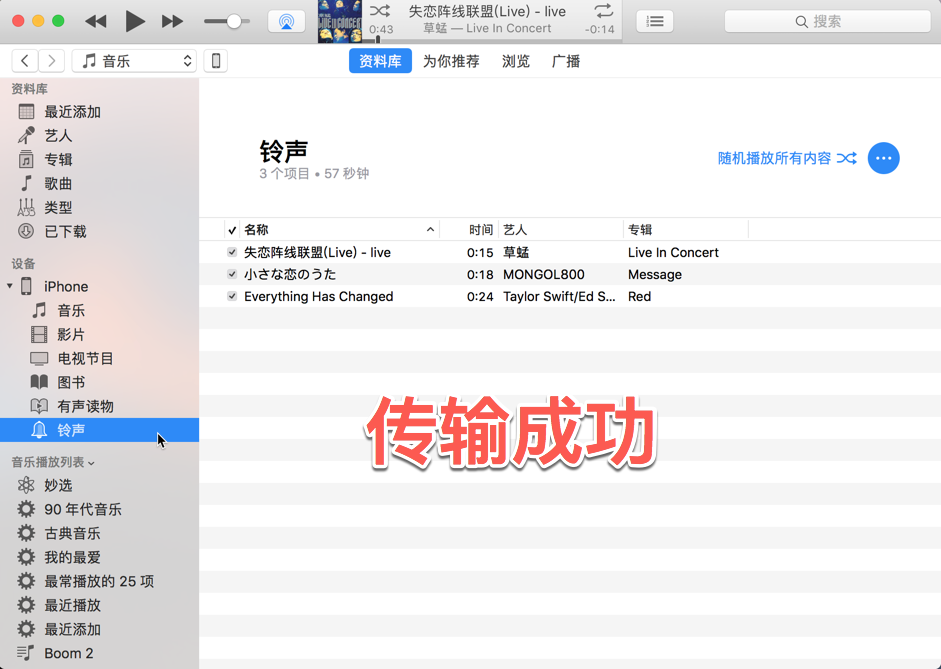 失恋阵线联盟(Live) - live
0:43
草蜢 — Live In Concert
-0:14
搜索
音乐
资料库
为你推荐
浏览
广播
资料库
最近添加
艺人
专辑
歌曲
类型
已下载
设备
iPhone
音乐
影片
电视节目
图书
有声读物
铃声
音乐播放列表
妙选
90 年代音乐
古典音乐
我的最爱
最常播放的 25 项
最近播放
最近添加
Boom 2
铃声
3 个项目 • 57 秒钟
随机播放所有内容
✓ 名称 时间 艺人 专辑
失恋阵线联盟(Live) - live 0:15 草蜢 Live In Concert
小さな恋のうた 0:18 MONGOL800 Message
Everything Has Changed 0:24 Taylor Swift/Ed S... Red
传输成功